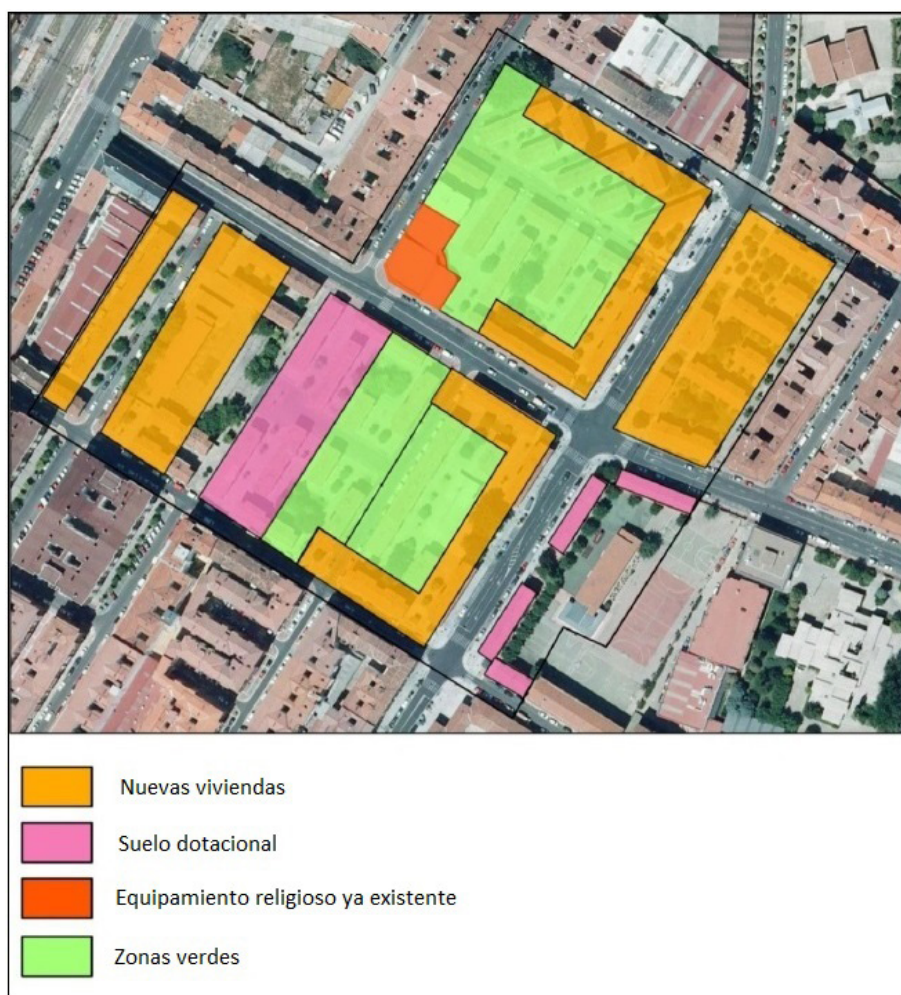 Nuevas viviendas
Suelo dotacional
Equipamiento religioso ya existente
Zonas verdes